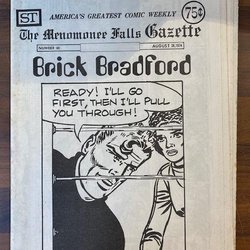 ST
AMERICA'S GREATEST COMIC WEEKLY
75¢
The Menomonee Falls Gazette
NUMBER
AUGUST
Brick Bradford
READY! I'LL GO
FIRST, THEN I'LL PULL
YOU THROUGH!